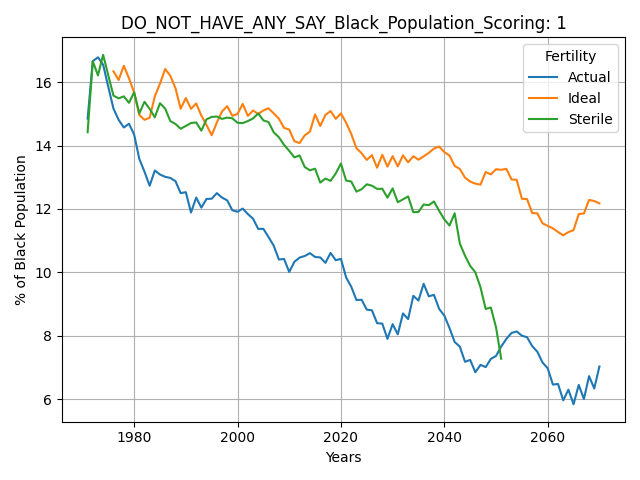 DO_NOT_HAVE_ANY_SAY_Black_Population_Scoring: 1
Fertility
Actual
Ideal
Sterile
% of Black Population
16
14
12
10
8
6
1980
2000
2020
2040
2060
Years